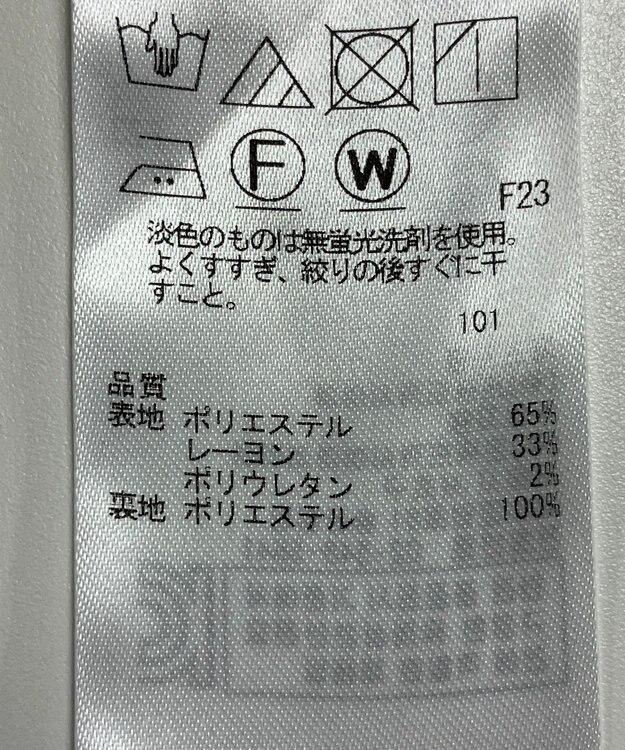 F
W
F23
淡色のものは無蛍光洗剤を使用。
よくすすぎ、絞りの後すぐに干
すこと。
101
品質
表地 ポリエステル 65%
レーヨン 33%
ポリウレタン 2%
裏地 ポリエステル 100%